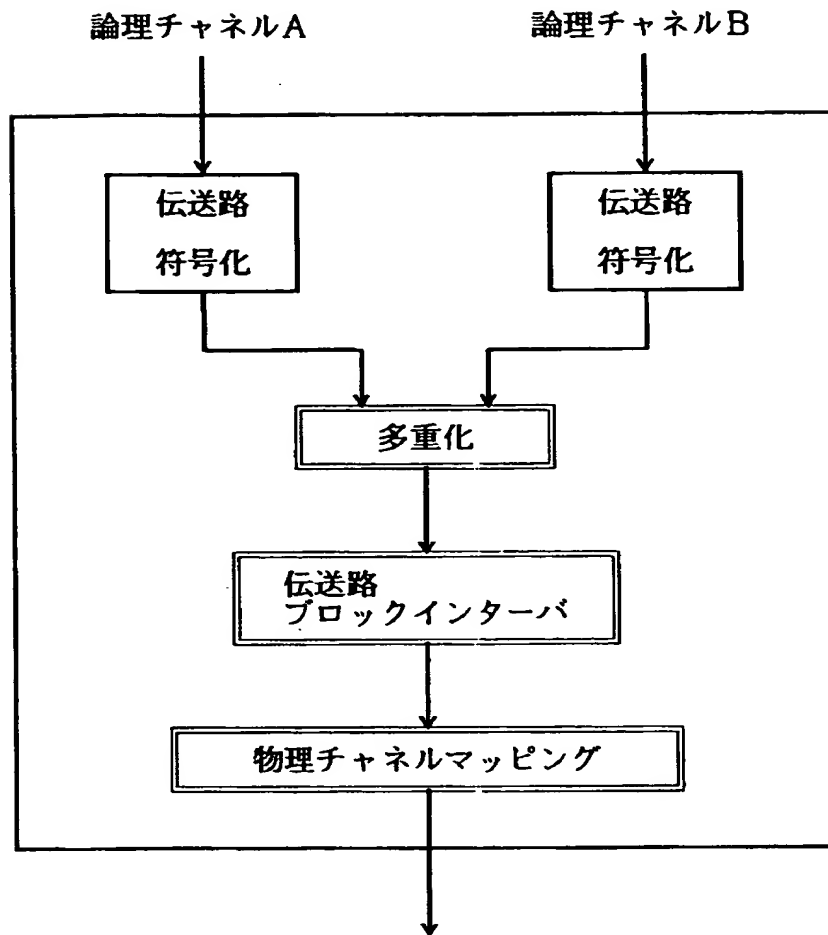 論理チャネルA
論理チャネルB
伝送路
符号化
伝送路
符号化
多重化
伝送路
ブロックインターバ
物理チャネルマッピング